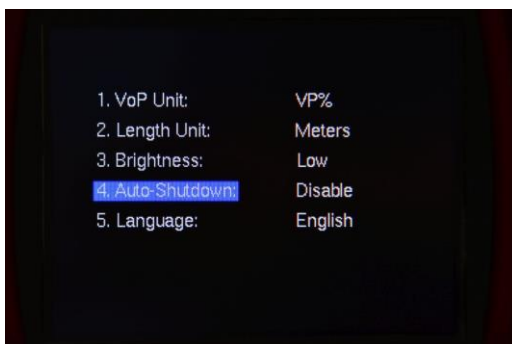 1. VoP Unit: VP%
2. Length Unit: Meters
3. Brightness: Low
4. Auto-Shutdown: Disable
5. Language: English